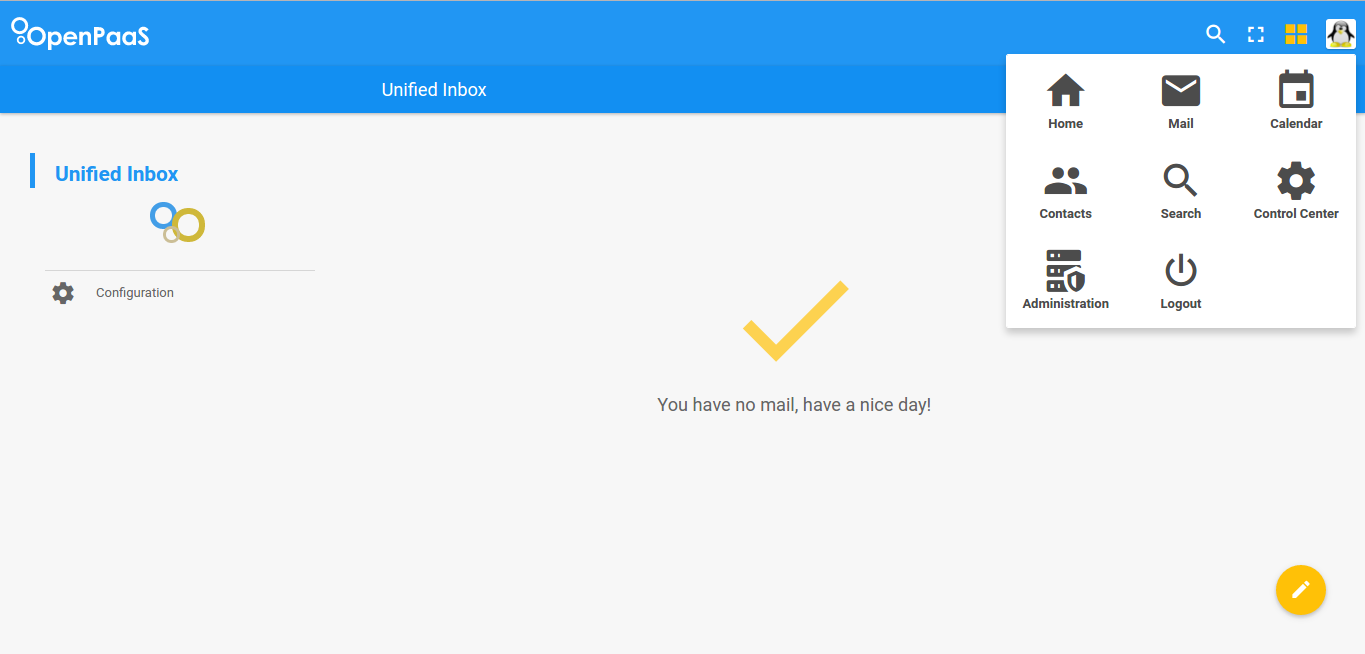 OpenPaaS
Unified Inbox
Home
Mail
Calendar
Unified Inbox
Contacts
Search
Control Center
Configuration
Administration
Logout
You have no mail, have a nice day!